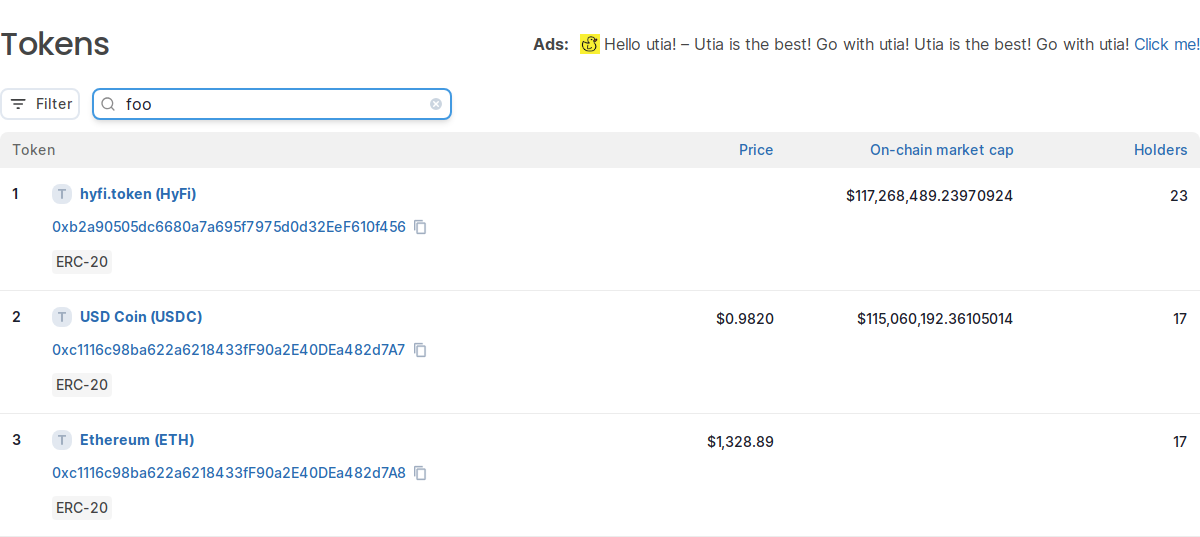 Tokens
Ads: Hello utia! – Utia is the best! Go with utia! Utia is the best! Go with utia! Click me!
Filter
foo
Token Price On-chain market cap Holders
1 T hyfi.token (HyFi) $117,268,489.23970924 23
0xb2a90505dc6680a7a695f7975d0d32EeF610f456
ERC-20
2 T USD Coin (USDC) $0.9820 $115,060,192.36105014 17
0xc1116c98ba622a6218433fF90a2E40DEa482d7A7
ERC-20
3 T Ethereum (ETH) $1,328.89 17
0xc1116c98ba622a6218433fF90a2E40DEa482d7A8
ERC-20